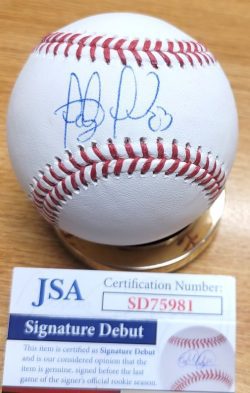 JSA
Certification Number:
SD75981
Signature Debut
This item is certified as Signature Debut
and is our considered opinion that the
item is genuine, signed before the last
game of the signer's official rookie season.